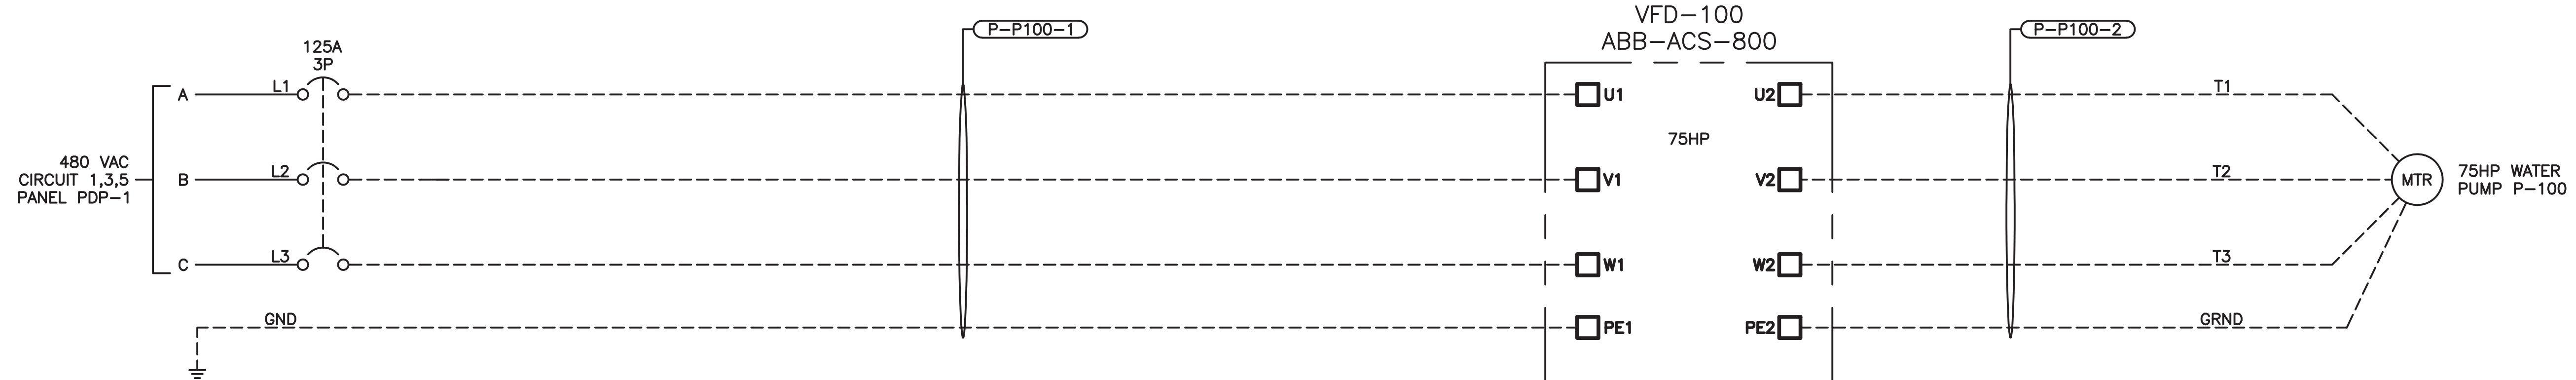 VFD-100
ABB-ACS-800
P-P100-1
P-P100-2
125A
3P
A
L1
U1
U2
T1
75HP
480 VAC
CIRCUIT 1,3,5
PANEL PDP-1
B
L2
V1
V2
T2
MTR
75HP WATER
PUMP P-100
C
L3
W1
W2
T3
GND
PE1
PE2
GRND